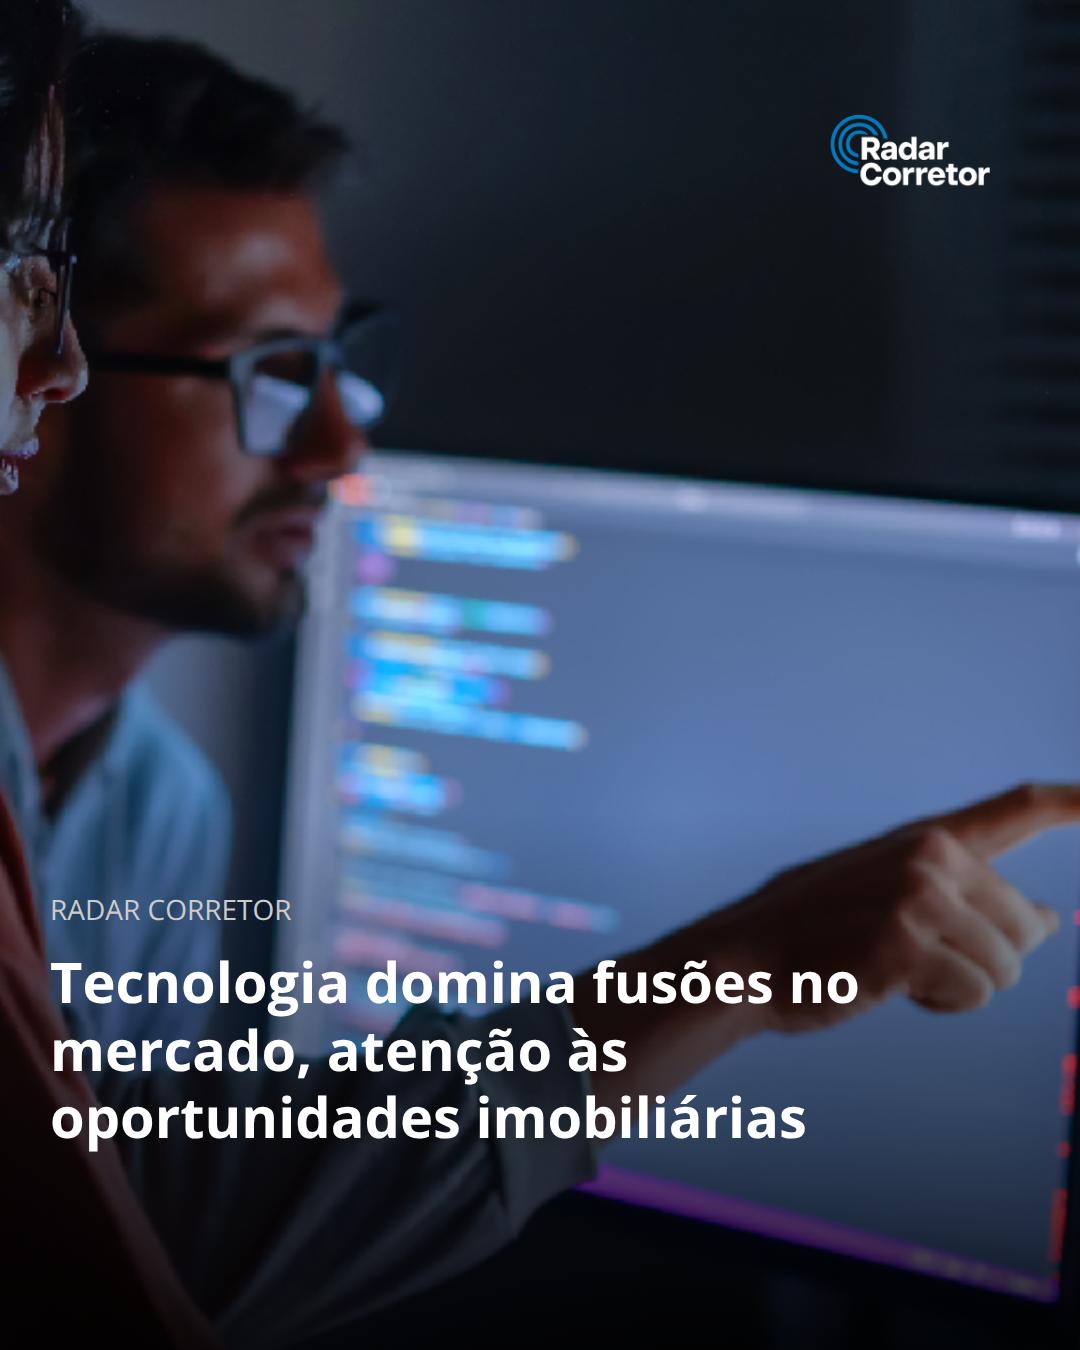 Radar
Corretor
RADAR CORRETOR
Tecnologia domina fusões no
mercado, atenção às
oportunidades imobiliárias